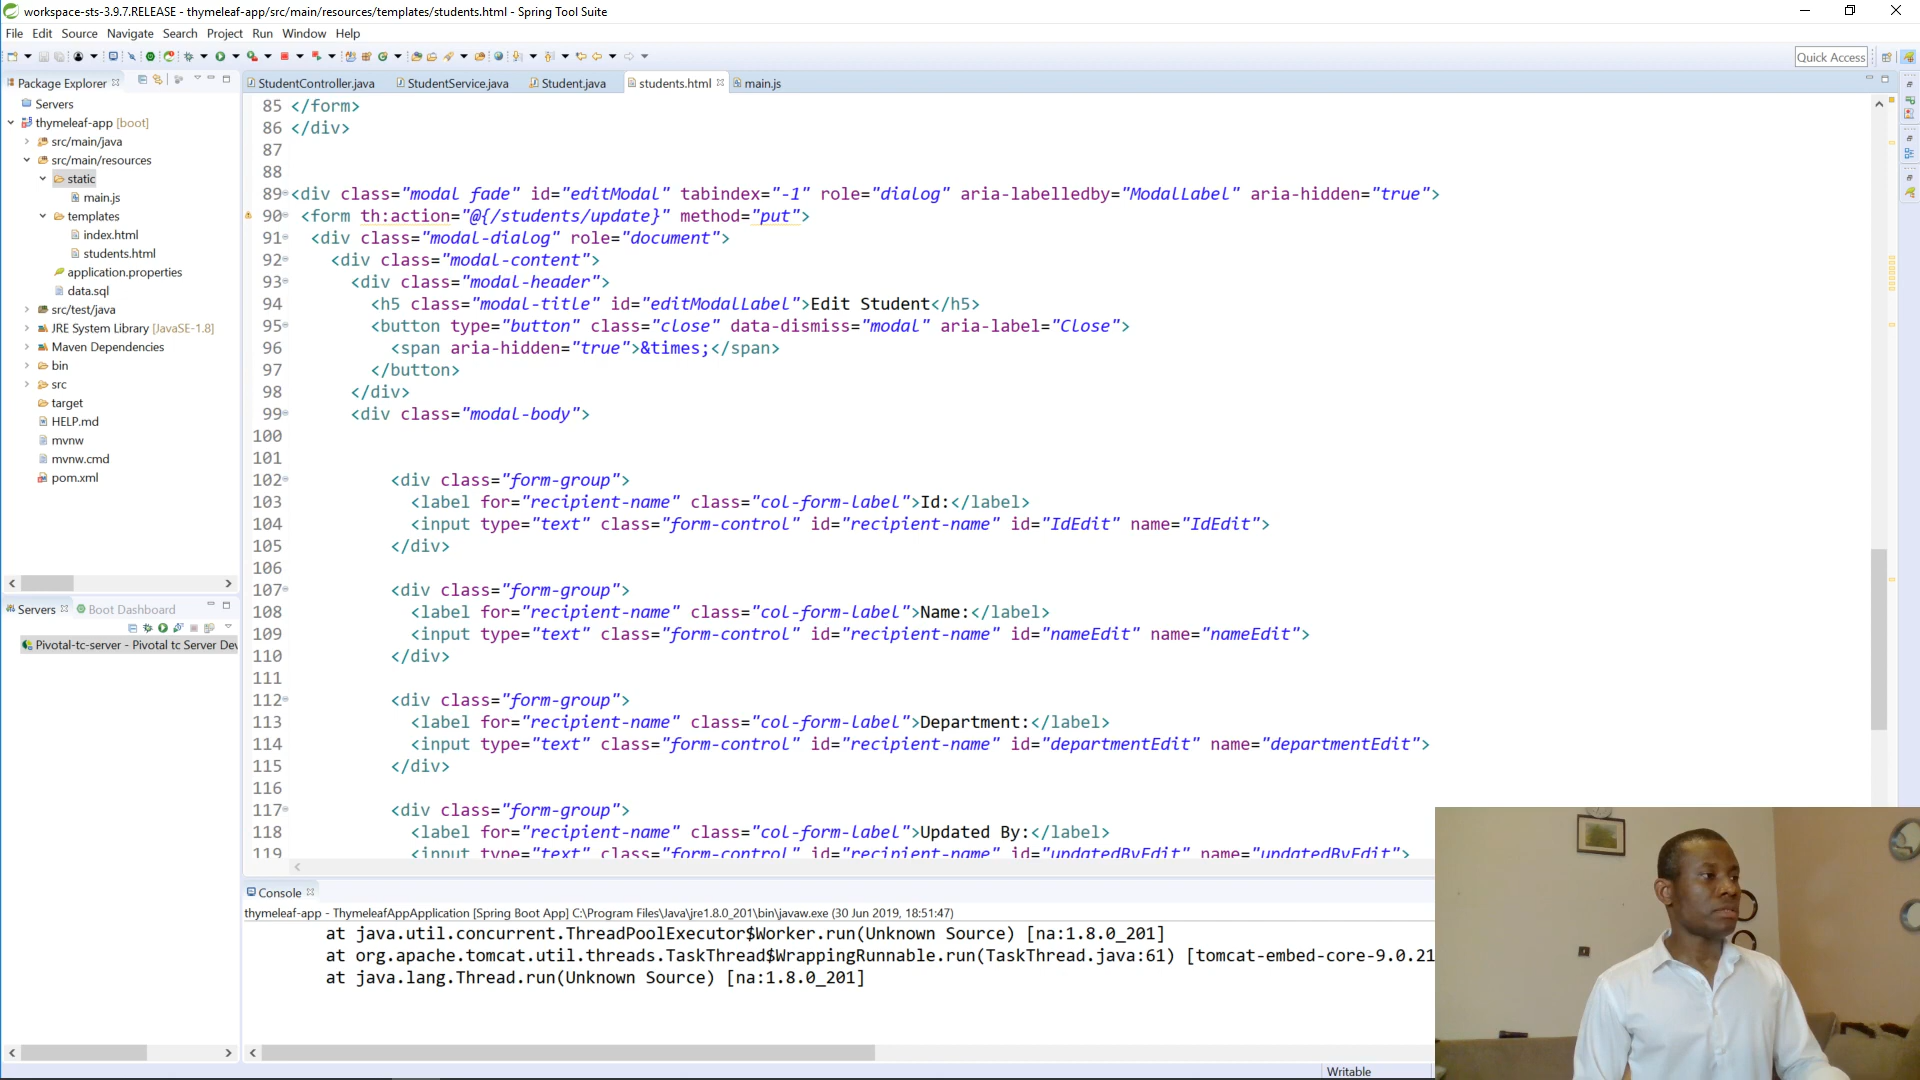 workspace-sts-3.9.7.RELEASE - thymeleaf-app/src/main/resources/templates/students.html - Spring Tool Suite
File Edit Source Navigate Search Project Run Window Help
Quick Access
Package Explorer
StudentController.java StudentService.java Student.java students.html main.js
Servers
thymeleaf-app [boot]
src/main/java
src/main/resources
static
main.js
templates
index.html
students.html
application.properties
data.sql
src/test/java
JRE System Library [JavaSE-1.8]
Maven Dependencies
bin
src
target
HELP.md
mvnw
mvnw.cmd
pom.xml
Servers Boot Dashboard
Pivotal-tc-server - Pivotal tc Server Dev
85 </form>
86 </div>
87
88
89 <div class="modal fade" id="editModal" tabindex="-1" role="dialog" aria-labelledby="ModalLabel" aria-hidden="true">
90 <form th:action="@{/students/update}" method="put">
91 <div class="modal-dialog" role="document">
92 <div class="modal-content">
93 <div class="modal-header">
94 <h5 class="modal-title" id="editModalLabel">Edit Student</h5>
95 <button type="button" class="close" data-dismiss="modal" aria-label="Close">
96 <span aria-hidden="true">&times;</span>
97 </button>
98 </div>
99 <div class="modal-body">
100
101
102 <div class="form-group">
103 <label for="recipient-name" class="col-form-label">Id:</label>
104 <input type="text" class="form-control" id="recipient-name" id="IdEdit" name="IdEdit">
105 </div>
106
107 <div class="form-group">
108 <label for="recipient-name" class="col-form-label">Name:</label>
109 <input type="text" class="form-control" id="recipient-name" id="nameEdit" name="nameEdit">
110 </div>
111
112 <div class="form-group">
113 <label for="recipient-name" class="col-form-label">Department:</label>
114 <input type="text" class="form-control" id="recipient-name" id="departmentEdit" name="departmentEdit">
115 </div>
116
117 <div class="form-group">
118 <label for="recipient-name" class="col-form-label">Updated By:</label>
119 <input type="text" class="form-control" id="recipient-name" id="updatedByEdit" name="updatedByEdit">
Console
thymeleaf-app - ThymeleafAppApplication [Spring Boot App] C:\Program Files\Java\jre1.8.0_201\bin\javaw.exe (30 Jun 2019, 18:51:47)
at java.util.concurrent.ThreadPoolExecutor$Worker.run(Unknown Source) [na:1.8.0_201]
at org.apache.tomcat.util.threads.TaskThread$WrappingRunnable.run(TaskThread.java:61) [tomcat-embed-core-9.0.21
at java.lang.Thread.run(Unknown Source) [na:1.8.0_201]
Writable